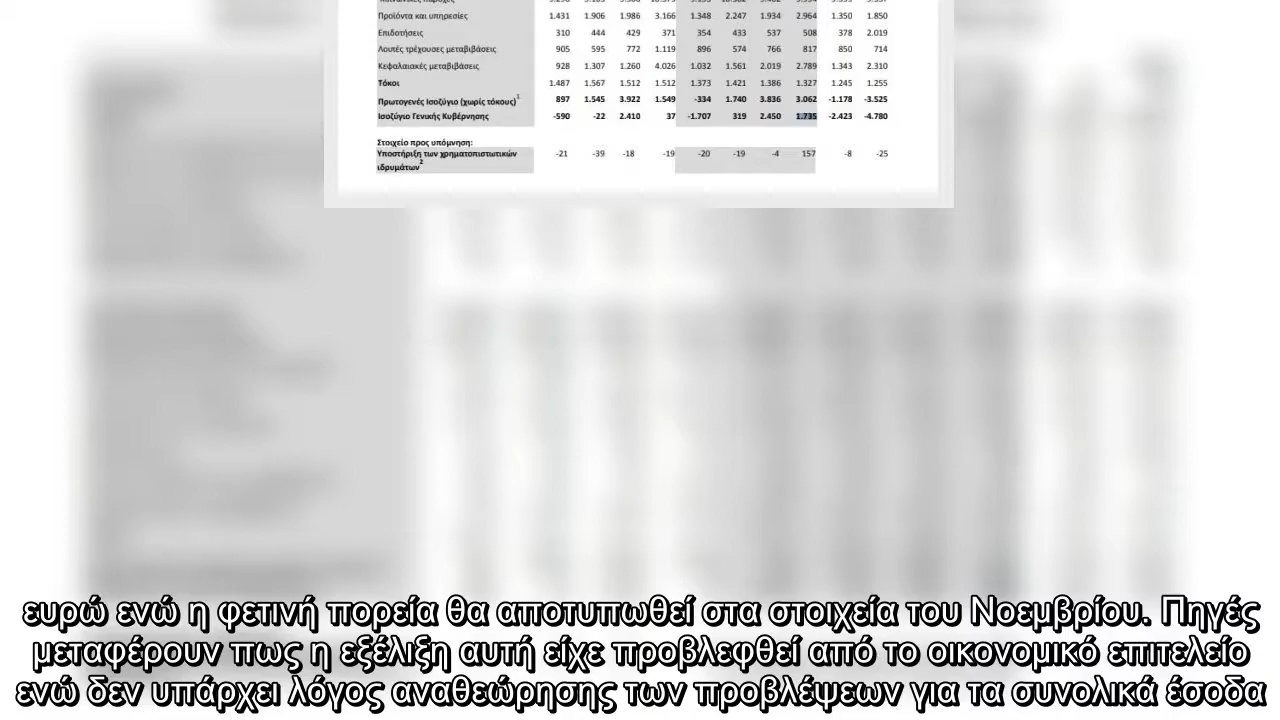 Προϊόντα και υπηρεσίες 1.431 1.906 1.986 3.166 1.348 2.247 1.934 2.964 1.350 1.850
Επιδοτήσεις 310 444 429 371 354 433 537 508 378 2.019
Λοιπές τρέχουσες μεταβιβάσεις 905 595 772 1.119 896 574 766 817 850 714
Κεφαλαιακές μεταβιβάσεις 928 1.307 1.260 4.026 1.032 1.561 2.019 2.789 1.343 2.310
Τόκοι 1.487 1.567 1.512 1.512 1.373 1.421 1.386 1.327 1.245 1.255
Πρωτογενές Ισοζύγιο (χωρίς τόκους)1 897 1.545 3.922 1.549 -334 1.740 3.836 3.062 -1.178 -3.525
Ισοζύγιο Γενικής Κυβέρνησης -590 -22 2.410 37 -1.707 319 2.450 1.735 -2.423 -4.780
Στοιχείο προς υπόμνηση:
Υποστήριξη των χρηματοπιστωτικών -21 -39 -18 -19 -20 -19 -4 157 -8 -25
ιδρυμάτων2
ευρώ ενώ η φετινή πορεία θα αποτυπωθεί στα στοιχεία του Νοεμβρίου. Πηγές
μεταφέρουν πως η εξέλιξη αυτή είχε προβλεφθεί από το οικονομικό επιτελείο
ενώ δεν υπάρχει λόγος αναθεώρησης των προβλέψεων για τα συνολικά έσοδα